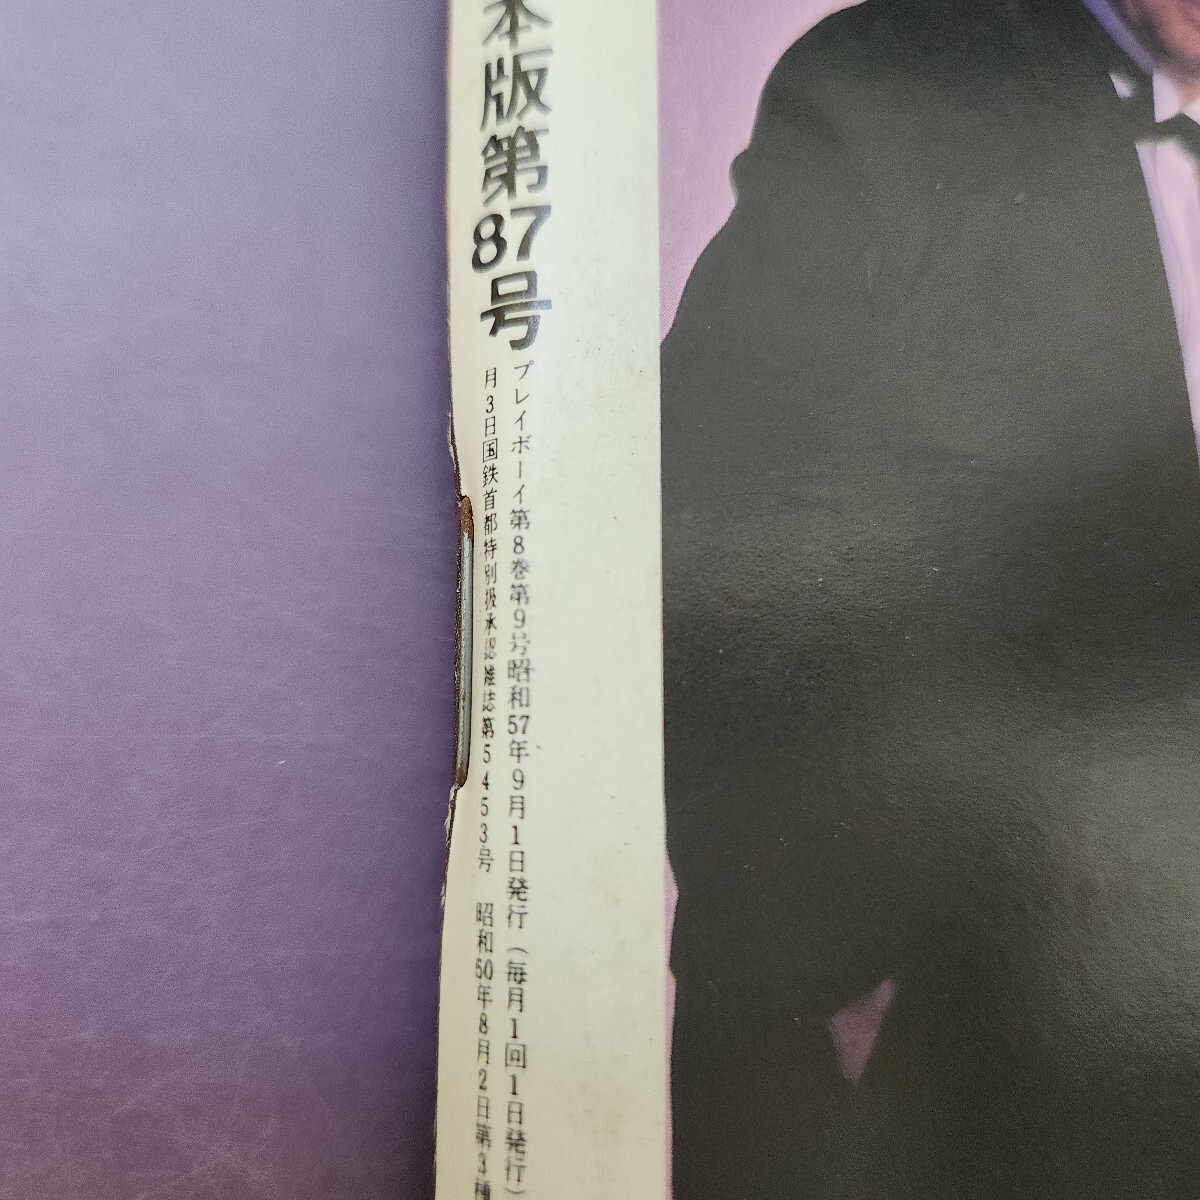 本版第87号
プレイボーイ第8巻第9号昭和57年9月1日発行(毎月1回1日発行)
月3日国鉄首都特別扱承認雑誌第5453号 昭和50年8月2日第3種